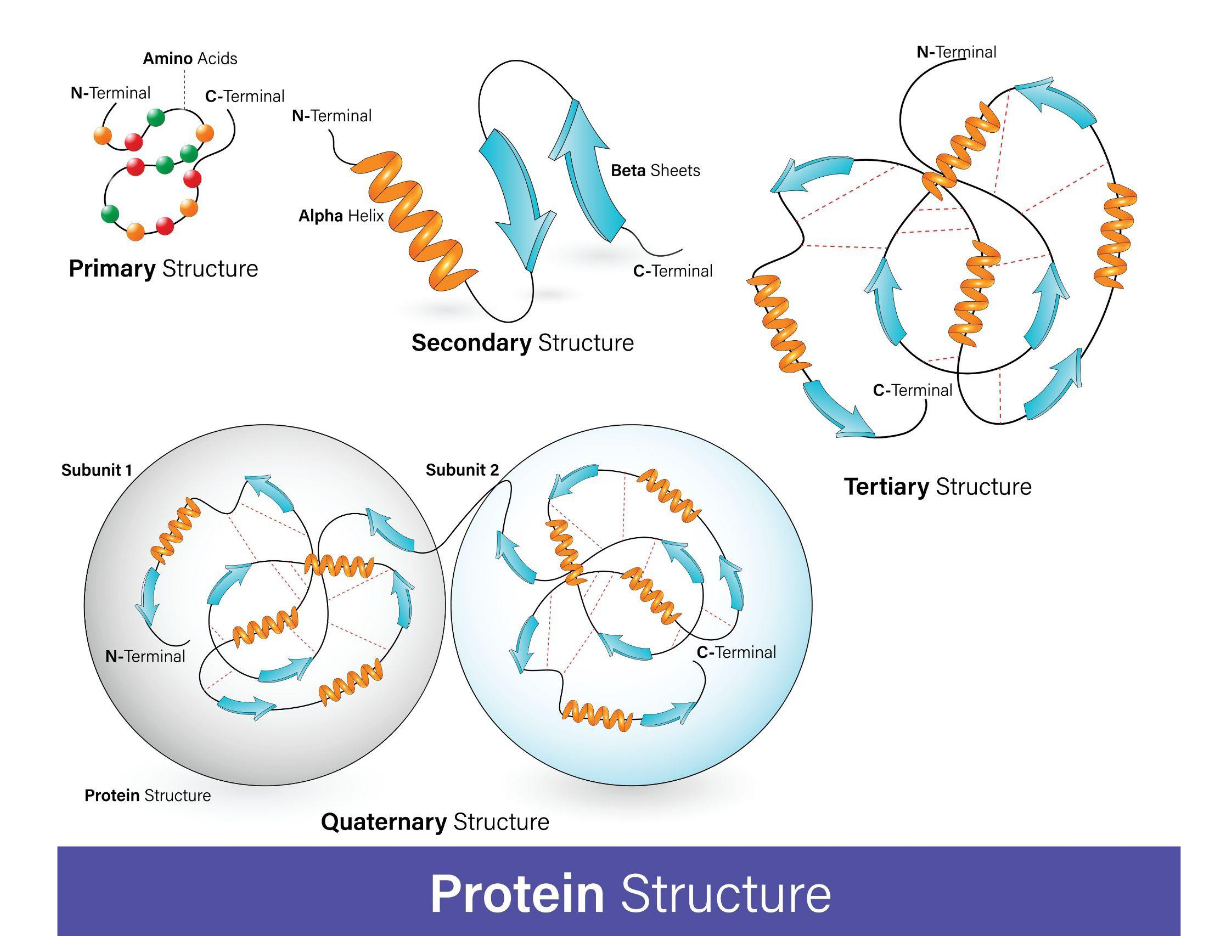 Amino Acids
N-Terminal
C-Terminal
Primary Structure
N-Terminal
Alpha Helix
Beta Sheets
C-Terminal
Secondary Structure
N-Terminal
C-Terminal
Tertiary Structure
Subunit 1
N-Terminal
Subunit 2
C-Terminal
Protein Structure
Quaternary Structure
Protein Structure